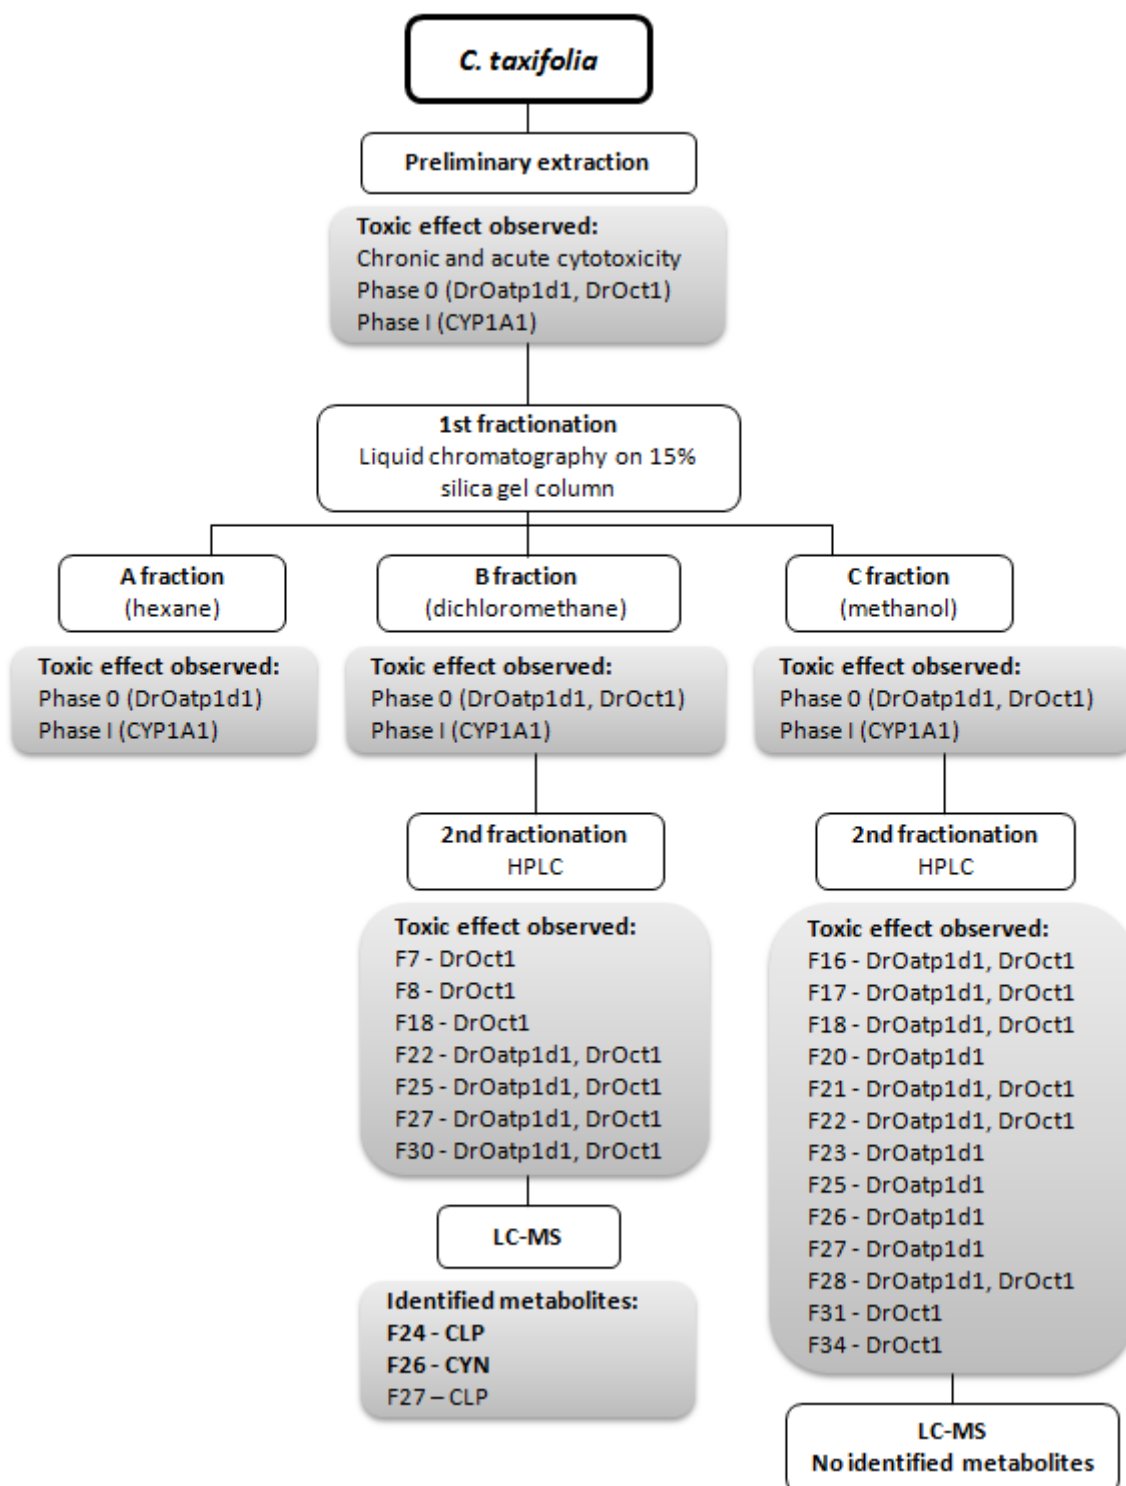 C. taxifolia
Preliminary extraction
Toxic effect observed:
Chronic and acute cytotoxicity
Phase 0 (DrOatp1d1, DrOct1)
Phase I (CYP1A1)
1st fractionation
Liquid chromatography on 15%
silica gel column
A fraction
(hexane)
Toxic effect observed:
Phase 0 (DrOatp1d1)
Phase I (CYP1A1)
B fraction
(dichloromethane)
Toxic effect observed:
Phase 0 (DrOatp1d1, DrOct1)
Phase I (CYP1A1)
2nd fractionation
HPLC
Toxic effect observed:
F7 - DrOct1
F8 - DrOct1
F18 - DrOct1
F22 - DrOatp1d1, DrOct1
F25 - DrOatp1d1, DrOct1
F27 - DrOatp1d1, DrOct1
F30 - DrOatp1d1, DrOct1
LC-MS
Identified metabolites:
F24 - CLP
F26 - CYN
F27 – CLP
C fraction
(methanol)
Toxic effect observed:
Phase 0 (DrOatp1d1, DrOct1)
Phase I (CYP1A1)
2nd fractionation
HPLC
Toxic effect observed:
F16 - DrOatp1d1, DrOct1
F17 - DrOatp1d1, DrOct1
F18 - DrOatp1d1, DrOct1
F20 - DrOatp1d1
F21 - DrOatp1d1, DrOct1
F22 - DrOatp1d1, DrOct1
F23 - DrOatp1d1
F25 - DrOatp1d1
F26 - DrOatp1d1
F27 - DrOatp1d1
F28 - DrOatp1d1, DrOct1
F31 - DrOct1
F34 - DrOct1
LC-MS
No identified metabolites